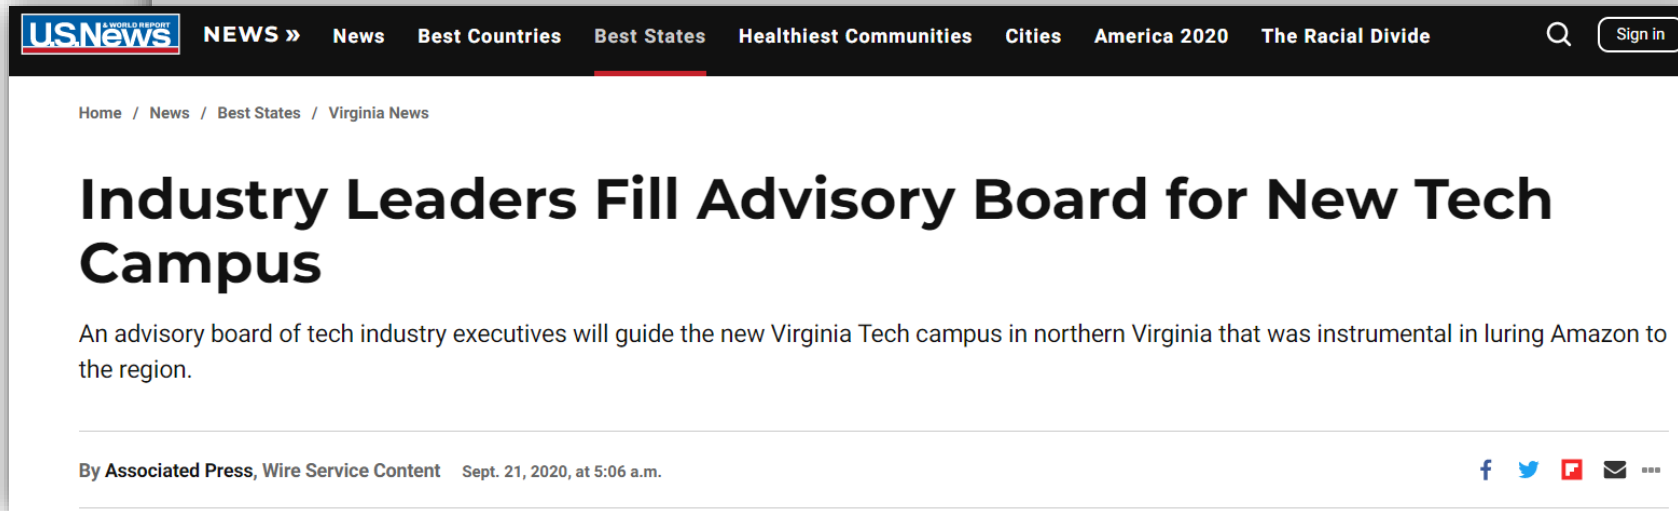 U.S.News & WORLD REPORT NEWS » News Best Countries Best States Healthiest Communities Cities America 2020 The Racial Divide Sign in
Home / News / Best States / Virginia News
Industry Leaders Fill Advisory Board for New Tech
Campus
An advisory board of tech industry executives will guide the new Virginia Tech campus in northern Virginia that was instrumental in luring Amazon to
the region.
By Associated Press, Wire Service Content Sept. 21, 2020, at 5:06 a.m.